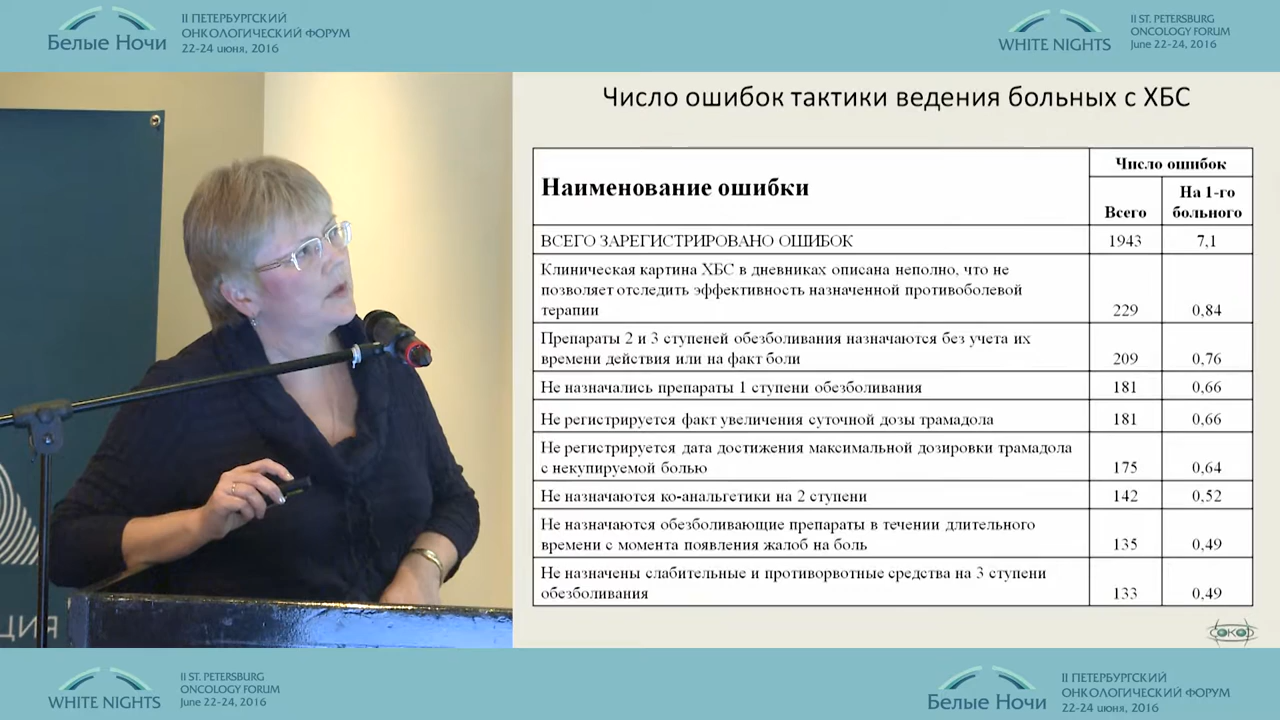 Белые Ночи
II ПЕТЕРБУРГСКИЙ
ОНКОЛОГИЧЕСКИЙ ФОРУМ
22-24 июня, 2016
WHITE NIGHTS
II ST. PETERSBURG
ONCOLOGY FORUM
June 22-24, 2016
Число ошибок тактики ведения больных с ХБС
Наименование ошибки
Число ошибок
Всего
На 1-го
больного
ВСЕГО ЗАРЕГИСТРИРОВАНО ОШИБОК 1943 7,1
Клиническая картина ХБС в дневниках описана неполно, что не
позволяет отследить эффективность назначенной противоболевой
терапии 229 0,84
Препараты 2 и 3 ступеней обезболивания назначаются без учета их
времени действия или на факт боли 209 0,76
Не назначались препараты 1 ступени обезболивания 181 0,66
Не регистрируется факт увеличения суточной дозы трамадола 181 0,66
Не регистрируется дата достижения максимальной дозировки трамадола
с некупируемой болью 175 0,64
Не назначаются ко-анальгетики на 2 ступени 142 0,52
Не назначаются обезболивающие препараты в течении длительного
времени с момента появления жалоб на боль 135 0,49
Не назначены слабительные и противорвотные средства на 3 ступени
обезболивания 133 0,49
СОКОД
ЦИЯ
WHITE NIGHTS
II ST. PETERSBURG
ONCOLOGY FORUM
June 22-24, 2016
Белые Ночи
II ПЕТЕРБУРГСКИЙ
ОНКОЛОГИЧЕСКИЙ ФОРУМ
22-24 июня, 2016